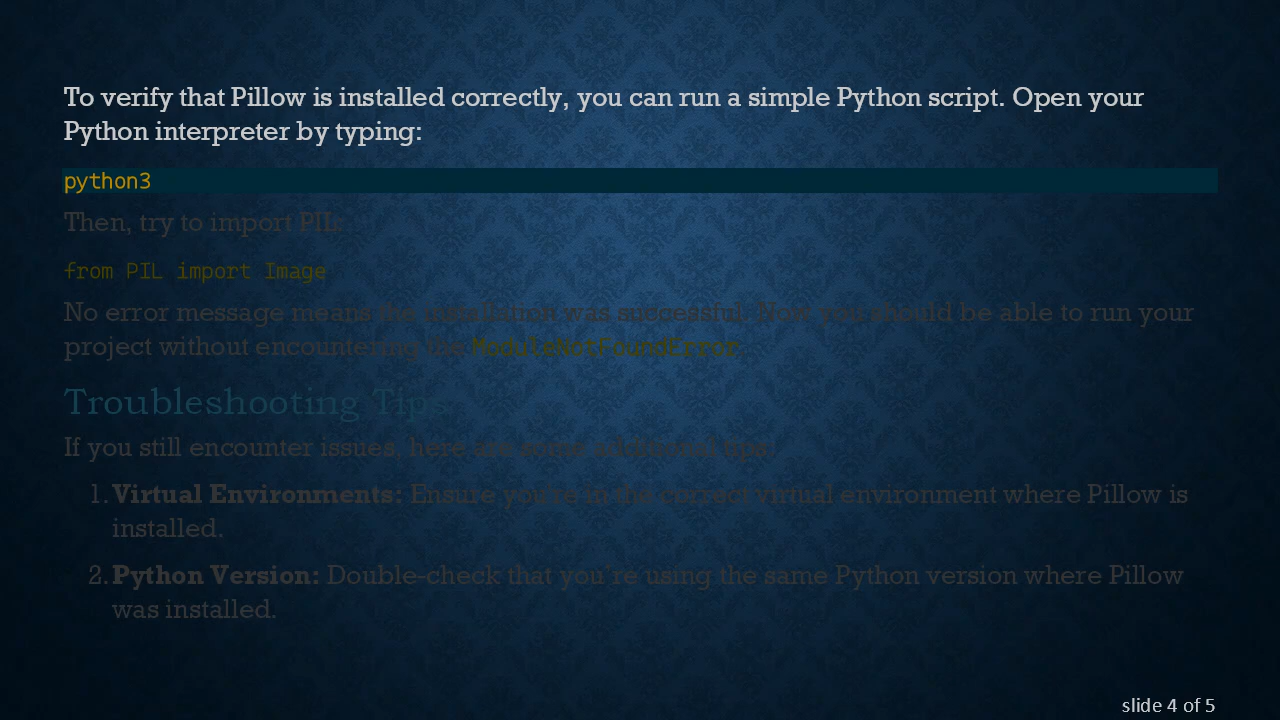 To verify that Pillow is installed correctly, you can run a simple Python script. Open your
Python interpreter by typing:
python3
Then, try to import PIL:
from PIL import Image
No error message means the installation was successful. Now you should be able to run your
project without encountering the ModuleNotFoundError.
Troubleshooting Tips
If you still encounter issues, here are some additional tips:
1. Virtual Environments: Ensure you're in the correct virtual environment where Pillow is
installed.
2. Python Version: Double-check that you're using the same Python version where Pillow
was installed.
slide 4 of 5